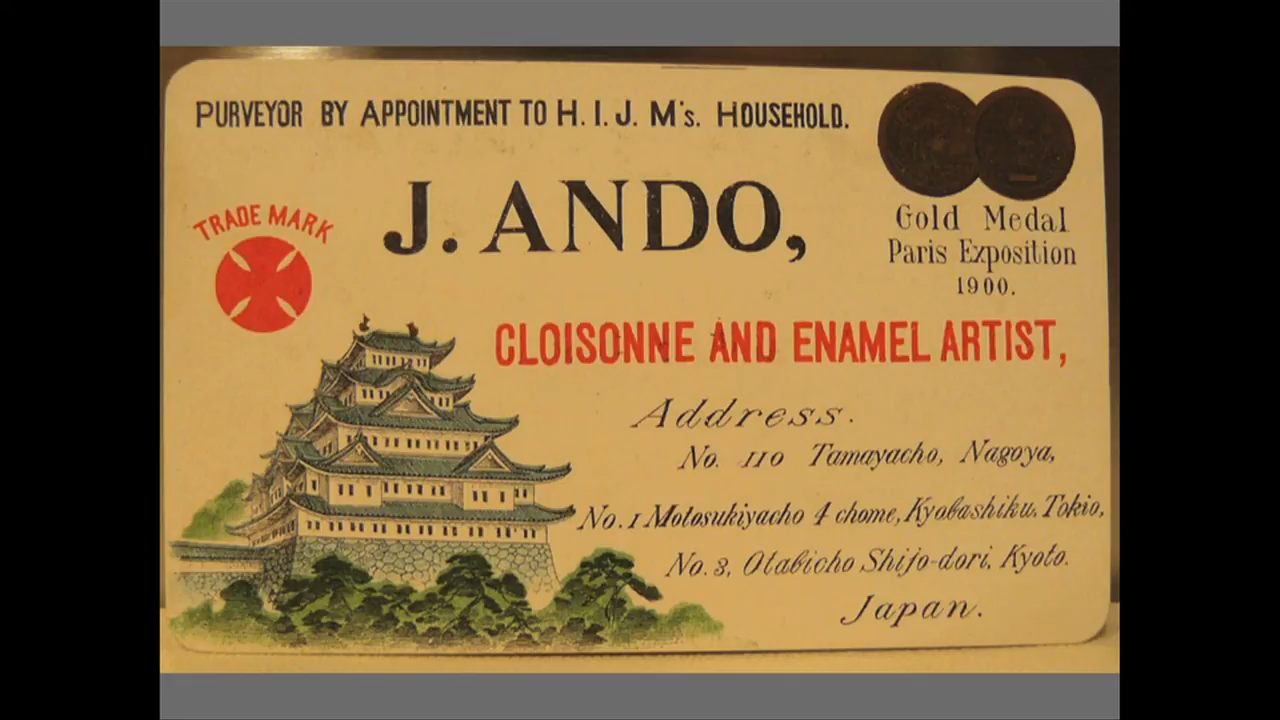 PURVEYOR BY APPOINTMENT TO H. I. J. M's. HOUSEHOLD.
J. ANDO,
TRADE MARK
Gold Medal
Paris Exposition
1900.
CLOISONNE AND ENAMEL ARTIST,
Address.
No. 110 Tamayacho, Nagoya,
No. 1 Motosukiyacho 4 chome, Kyobashiku. Tokio,
No. 3, Otabicho Shijo-dori, Kyoto.
Japan.